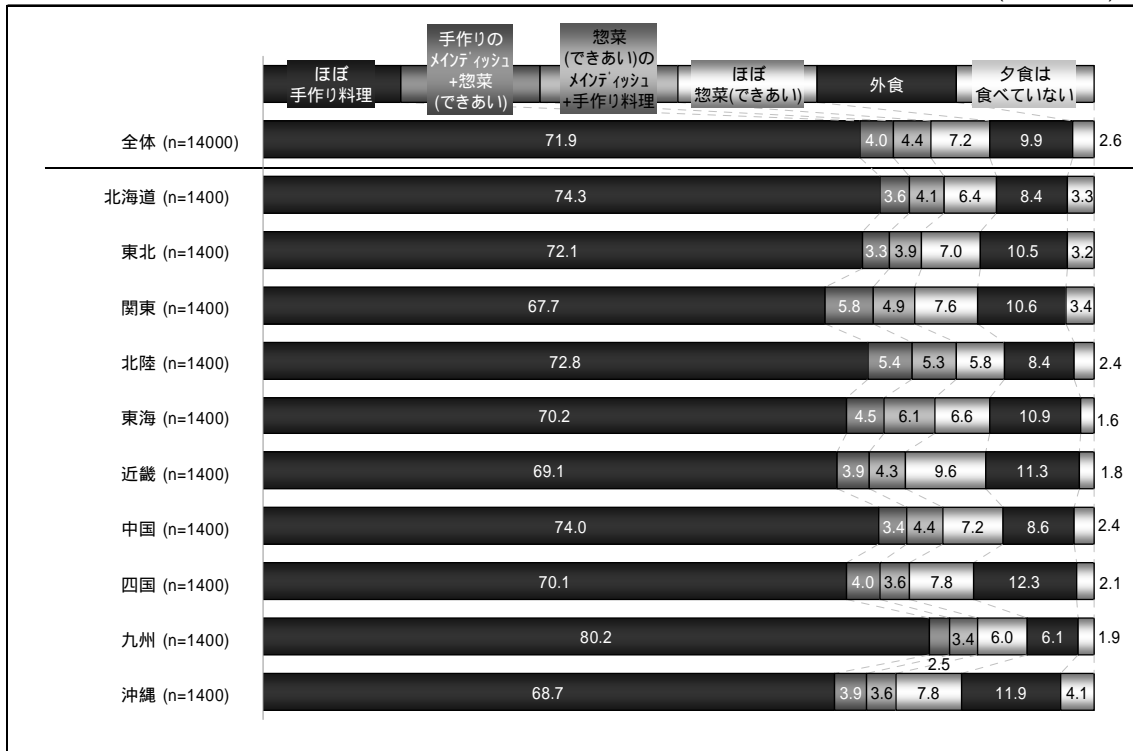 ほぼ
手作り料理
手作りの
ﾒｲﾝﾃﾞｨｯｼｭ
+惣菜
(できあい)
惣菜
(できあい)の
ﾒｲﾝﾃﾞｨｯｼｭ
+手作り料理
ほぼ
惣菜(できあい)
外食
夕食は
食べていない
全体 (n=14000) 71.9 4.0 4.4 7.2 9.9 2.6
北海道 (n=1400) 74.3 3.6 4.1 6.4 8.4 3.3
東北 (n=1400) 72.1 3.3 3.9 7.0 10.5 3.2
関東 (n=1400) 67.7 5.8 4.9 7.6 10.6 3.4
北陸 (n=1400) 72.8 5.4 5.3 5.8 8.4 2.4
東海 (n=1400) 70.2 4.5 6.1 6.6 10.9 1.6
近畿 (n=1400) 69.1 3.9 4.3 9.6 11.3 1.8
中国 (n=1400) 74.0 3.4 4.4 7.2 8.6 2.4
四国 (n=1400) 70.1 4.0 3.6 7.8 12.3 2.1
九州 (n=1400) 80.2 2.5 3.4 6.0 6.1 1.9
沖縄 (n=1400) 68.7 3.9 3.6 7.8 11.9 4.1